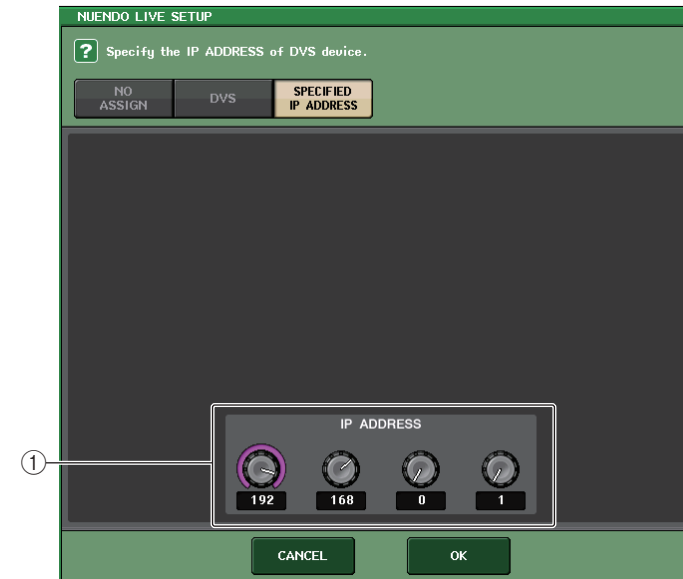 NUENDO LIVE SETUP
? Specify the IP ADDRESS of DVS device.
NO
ASSIGN
DVS
SPECIFIED
IP ADDRESS
IP ADDRESS
1
192 168 0 1
CANCEL OK